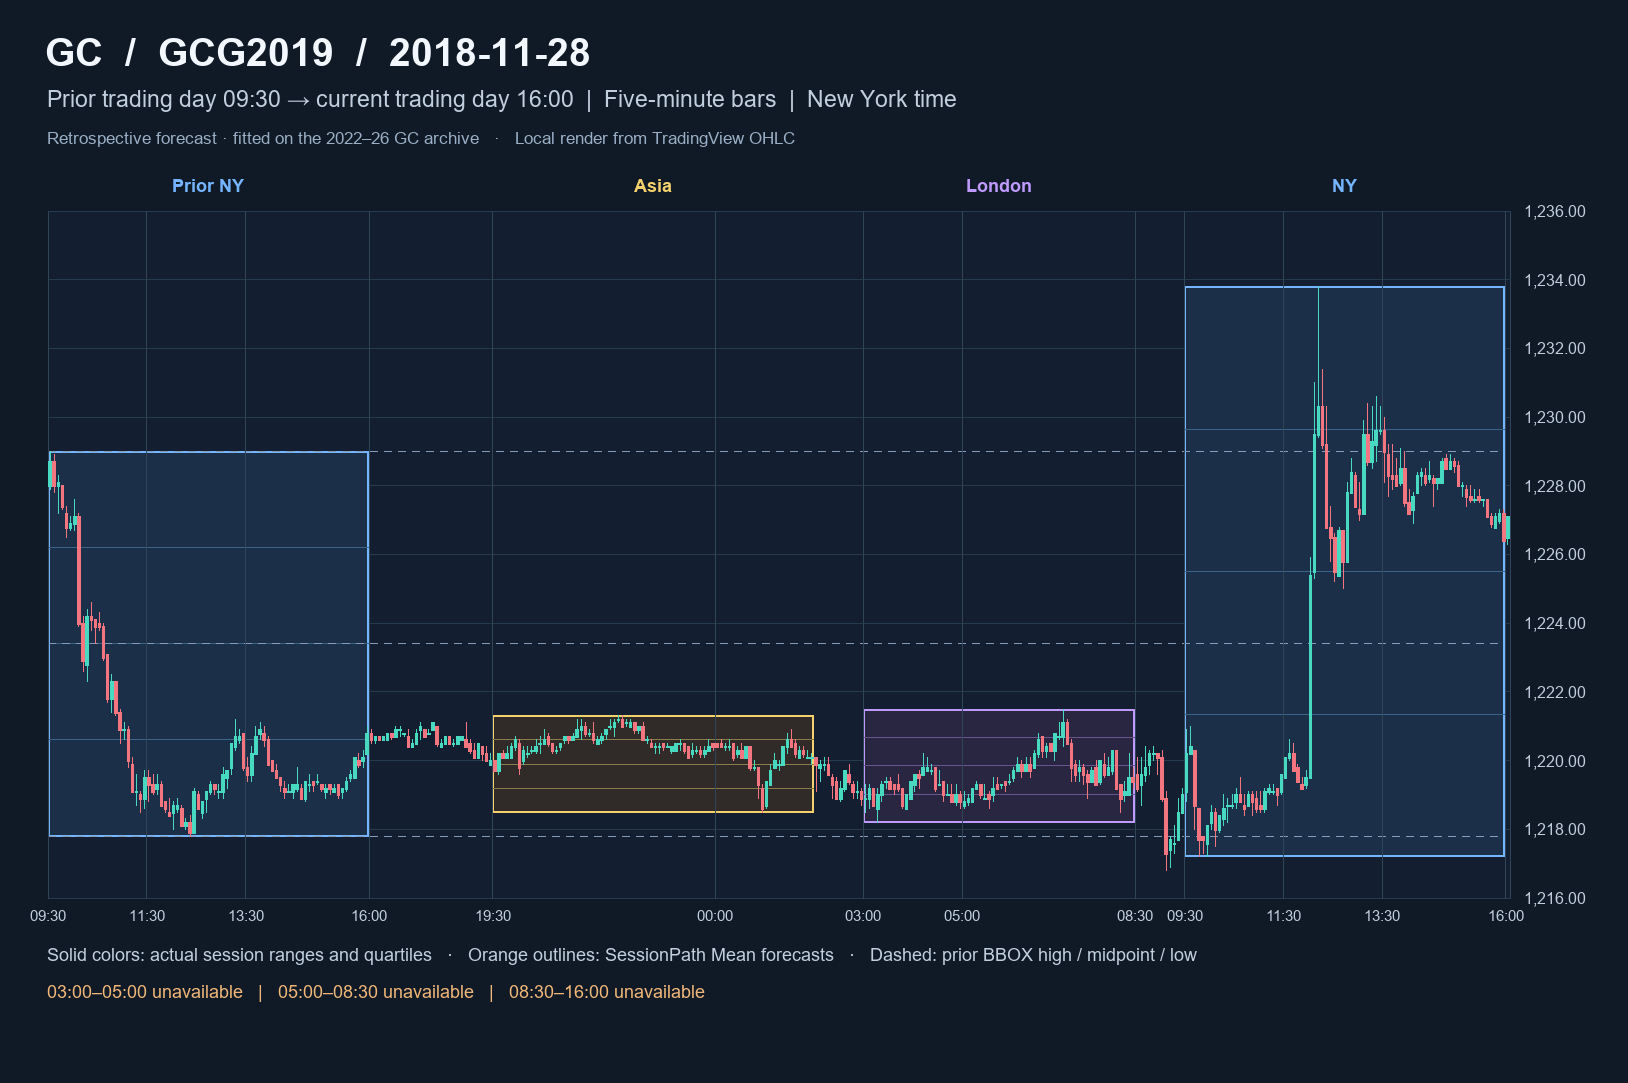 GC / GCG2019 / 2018-11-28
Prior trading day 09:30 → current trading day 16:00 | Five-minute bars | New York time
Retrospective forecast · fitted on the 2022–26 GC archive · Local render from TradingView OHLC
Prior NY Asia London NY
1,236.00
1,234.00
1,232.00
1,230.00
1,228.00
1,226.00
1,224.00
1,222.00
1,220.00
1,218.00
1,216.00
09:30 11:30 13:30 16:00 19:30 00:00 03:00 05:00 08:30 09:30 11:30 13:30 16:00
Solid colors: actual session ranges and quartiles · Orange outlines: SessionPath Mean forecasts · Dashed: prior BBOX high / midpoint / low
03:00–05:00 unavailable | 05:00–08:30 unavailable | 08:30–16:00 unavailable